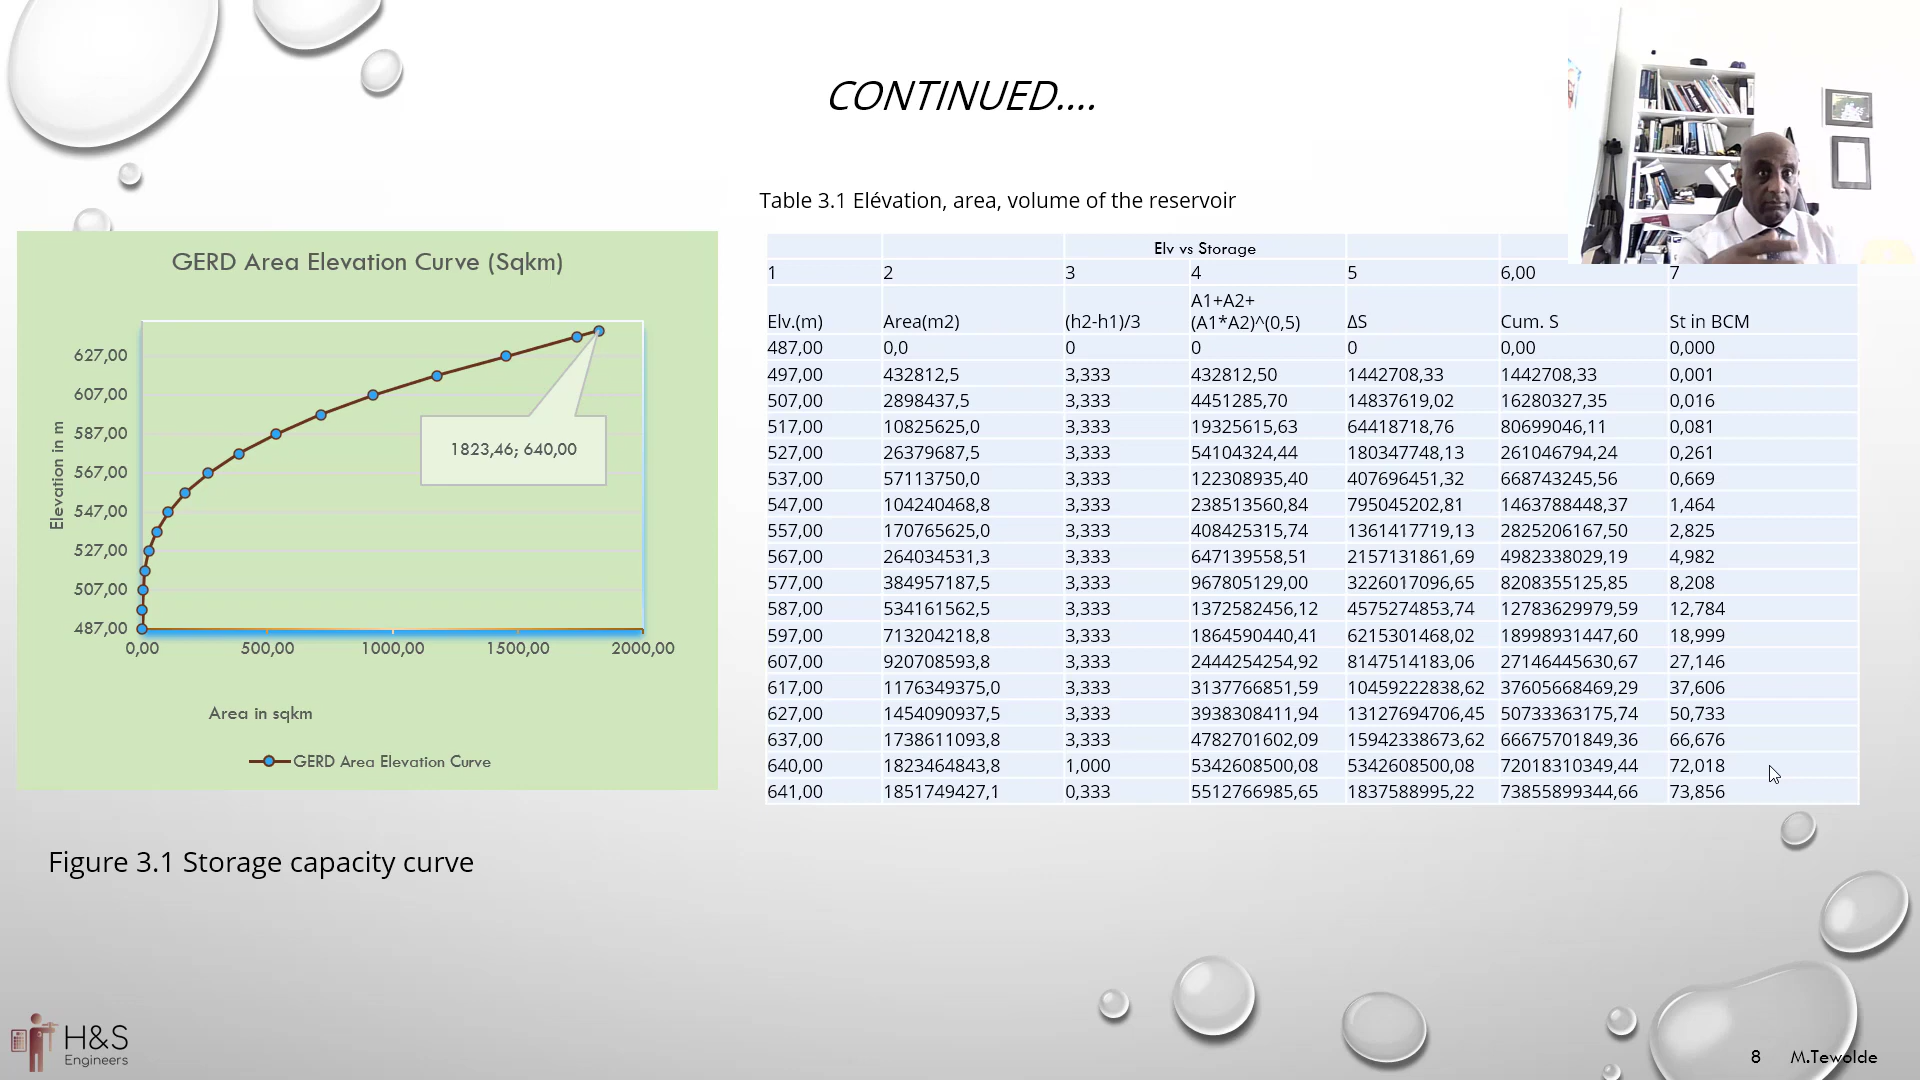 CONTINUED....
Table 3.1 Elévation, area, volume of the reservoir
GERD Area Elevation Curve (Sqkm)
627,00
607,00
587,00
567,00
547,00
527,00
507,00
487,00
Elevation in m
1823,46; 640,00
0,00 500,00 1000,00 1500,00 2000,00
Area in sqkm
GERD Area Elevation Curve
Figure 3.1 Storage capacity curve
Elv vs Storage
1 2 3 4 5 6,00 7
Elv.(m) Area(m2) (h2-h1)/3 A1+A2+ (A1*A2)^(0,5) ΔS Cum. S St in BCM
487,00 0,0 0 0 0 0,00 0,000
497,00 432812,5 3,333 432812,50 1442708,33 1442708,33 0,001
507,00 2898437,5 3,333 4451285,70 14837619,02 16280327,35 0,016
517,00 10825625,0 3,333 19325615,63 64418718,76 80699046,11 0,081
527,00 26379687,5 3,333 54104324,44 180347748,13 261046794,24 0,261
537,00 57113750,0 3,333 122308935,40 407696451,32 668743245,56 0,669
547,00 104240468,8 3,333 238513560,84 795045202,81 1463788448,37 1,464
557,00 170765625,0 3,333 408425315,74 1361417719,13 2825206167,50 2,825
567,00 264034531,3 3,333 647139558,51 2157131861,69 4982338029,19 4,982
577,00 384957187,5 3,333 967805129,00 3226017096,65 8208355125,85 8,208
587,00 534161562,5 3,333 1372582456,12 4575274853,74 12783629979,59 12,784
597,00 713204218,8 3,333 1864590440,41 6215301468,02 18998931447,60 18,999
607,00 920708593,8 3,333 2444254254,92 8147514183,06 27146445630,67 27,146
617,00 1176349375,0 3,333 3137766851,59 10459222838,62 37605668469,29 37,606
627,00 1454090937,5 3,333 3938308411,94 13127694706,45 50733363175,74 50,733
637,00 1738611093,8 3,333 4782701602,09 15942338673,62 66675701849,36 66,676
640,00 1823464843,8 1,000 5342608500,08 5342608500,08 72018310349,44 72,018
641,00 1851749427,1 0,333 5512766985,65 1837588995,22 73855899344,66 73,856
H&S
Engineers
8 M.Tewolde